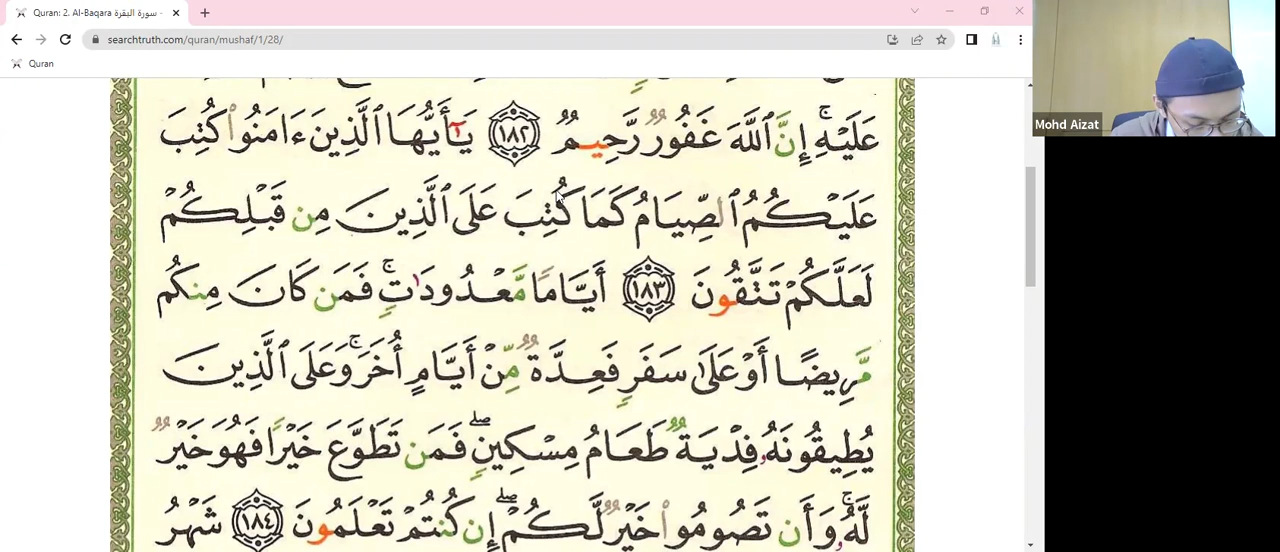 Quran: 2. Al-Baqara سورة البقرة -
searchtruth.com/quran/mushaf/1/28/
Quran
Mohd Aizat
عَلَيْهِۚ إِنَّ ٱللَّهَ غَفُورٌ رَّحِيمٌ ١٨٢ يَـٰٓأَيُّهَا ٱلَّذِينَ ءَامَنُوا۟ كُتِبَ
عَلَيْكُمُ ٱلصِّيَامُ كَمَا كُتِبَ عَلَى ٱلَّذِينَ مِن قَبْلِكُمْ
لَعَلَّكُمْ تَتَّقُونَ ١٨٣ أَيَّامًا مَّعْدُودَٰتٍۚ فَمَن كَانَ مِنكُم
مَّرِيضًا أَوْ عَلَىٰ سَفَرٍ فَعِدَّةٌ مِّنْ أَيَّامٍ أُخَرَۚ وَعَلَى ٱلَّذِينَ
يُطِيقُونَهُۥ فِدْيَةٌ طَعَامُ مِسْكِينٍۖ فَمَن تَطَوَّعَ خَيْرًا فَهُوَ خَيْرٌ
لَّهُۥۚ وَأَن تَصُومُوا۟ خَيْرٌ لَّكُمْۖ إِن كُنتُمْ تَعْلَمُونَ ١٨٤ شَهْرُ